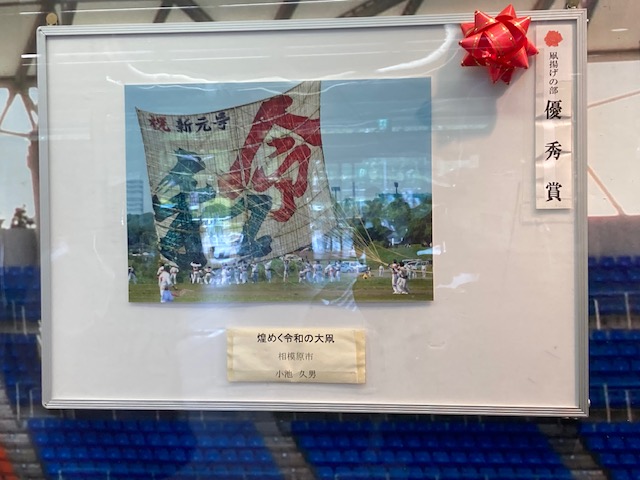 凧揚げの部
優秀賞
祝 新元号
令
煌めく令和の大凧
相模原市
小池 久男